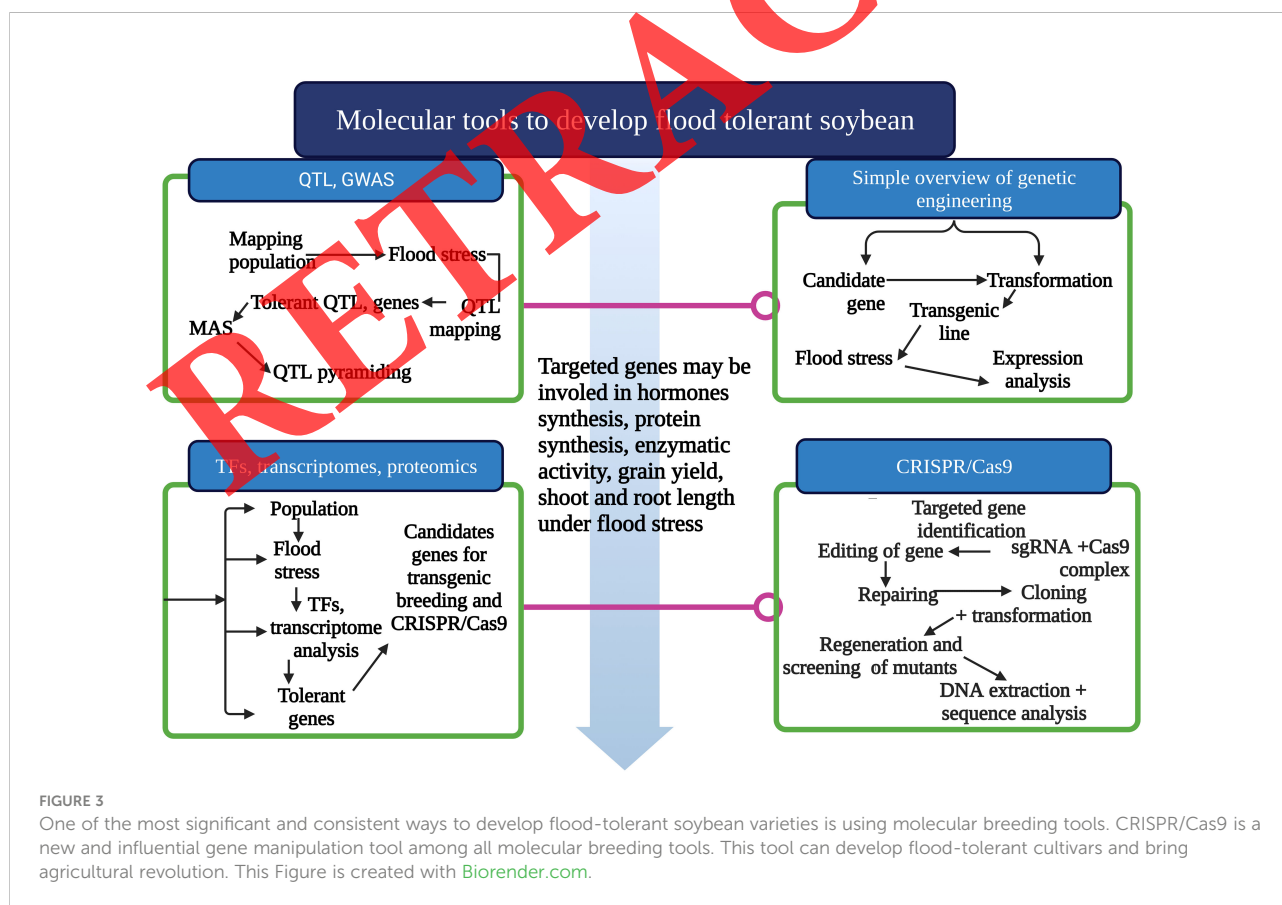 Molecular tools to develop flood tolerant soybean
QTL, GWAS
Mapping
population
Flood stress
QTL
mapping
Tolerant QTL, genes
MAS
QTL pyramiding
Simple overview of genetic
engineering
Candidate
gene
Transformation
Transgenic
line
Flood stress
Expression
analysis
Targeted genes may be
involed in hormones
synthesis, protein
synthesis, enzymatic
activity, grain yield,
shoot and root length
under flood stress
TFs, transcriptomes, proteomics
Population
Flood
stress
TFs,
transcriptome
analysis
Tolerant
genes
Candidates
genes for
transgenic
breeding and
CRISPR/Cas9
CRISPR/Cas9
Targeted gene
identification
sgRNA +Cas9
complex
Editing of gene
Repairing
Cloning
+ transformation
Regeneration and
screening of mutants
DNA extraction +
sequence analysis
RETRAC
FIGURE 3
One of the most significant and consistent ways to develop flood-tolerant soybean varieties is using molecular breeding tools. CRISPR/Cas9 is a
new and influential gene manipulation tool among all molecular breeding tools. This tool can develop flood-tolerant cultivars and bring
agricultural revolution. This Figure is created with Biorender.com.